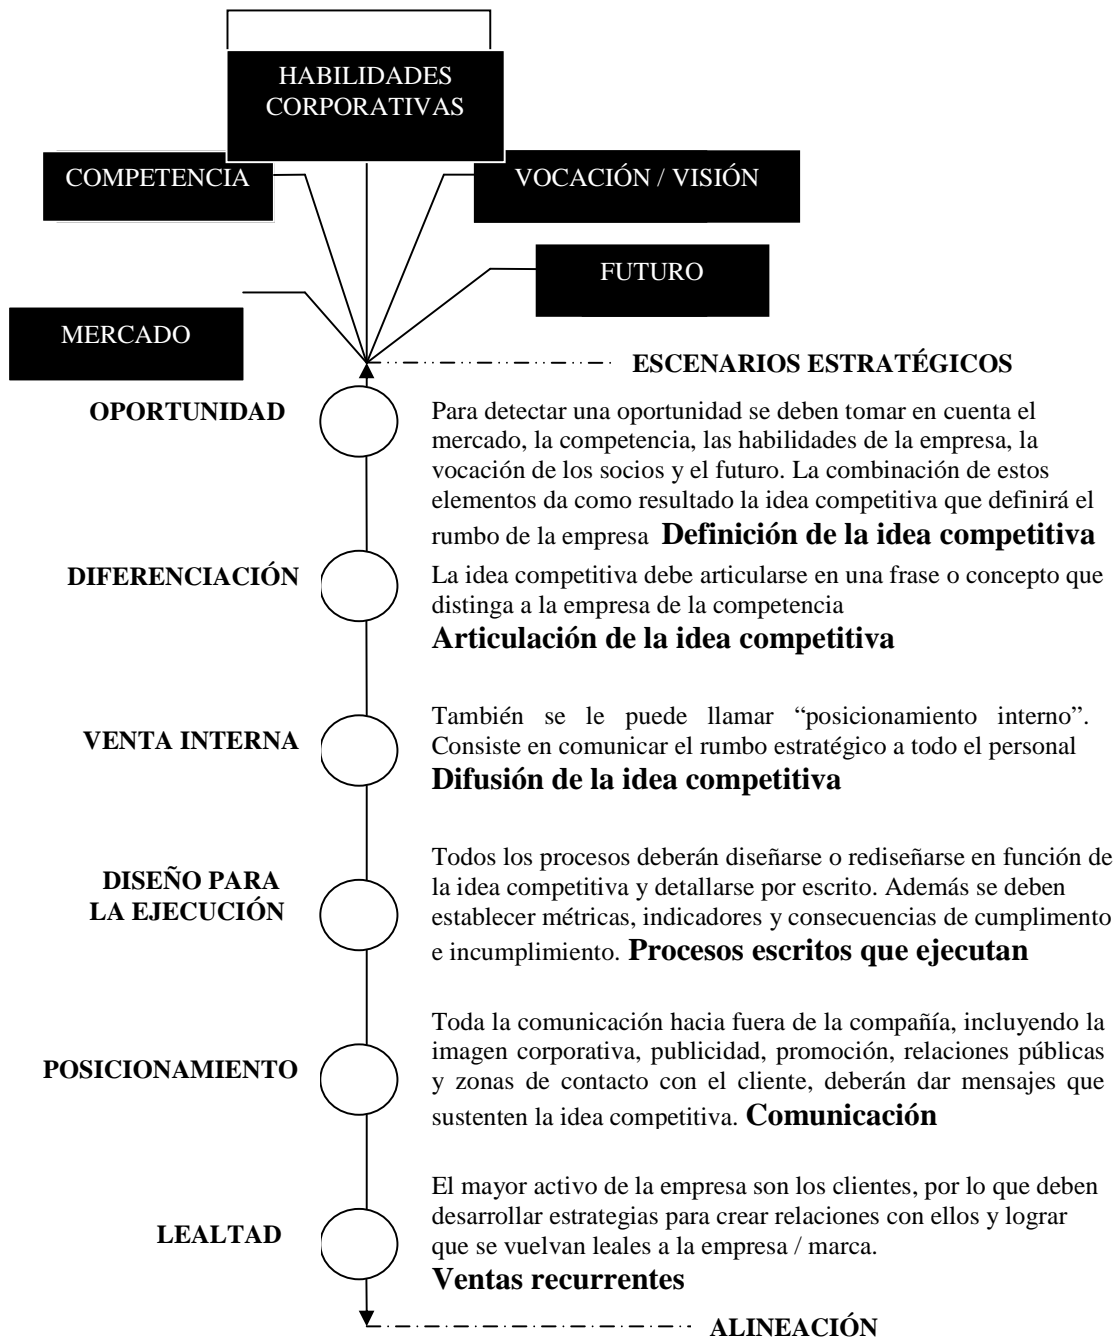 HABILIDADES
CORPORATIVAS
COMPETENCIA
VOCACIÓN / VISIÓN
FUTURO
MERCADO
ESCENARIOS ESTRATÉGICOS
OPORTUNIDAD
Para detectar una oportunidad se deben tomar en cuenta el
mercado, la competencia, las habilidades de la empresa, la
vocación de los socios y el futuro. La combinación de estos
elementos da como resultado la idea competitiva que definirá el
rumbo de la empresa Definición de la idea competitiva
DIFERENCIACIÓN
La idea competitiva debe articularse en una frase o concepto que
distinga a la empresa de la competencia
Articulación de la idea competitiva
VENTA INTERNA
También se le puede llamar “posicionamiento interno”.
Consiste en comunicar el rumbo estratégico a todo el personal
Difusión de la idea competitiva
DISEÑO PARA
LA EJECUCIÓN
Todos los procesos deberán diseñarse o rediseñarse en función de
la idea competitiva y detallarse por escrito. Además se deben
establecer métricas, indicadores y consecuencias de cumplimento
e incumplimiento. Procesos escritos que ejecutan
POSICIONAMIENTO
Toda la comunicación hacia fuera de la compañía, incluyendo la
imagen corporativa, publicidad, promoción, relaciones públicas
y zonas de contacto con el cliente, deberán dar mensajes que
sustenten la idea competitiva. Comunicación
LEALTAD
El mayor activo de la empresa son los clientes, por lo que deben
desarrollar estrategias para crear relaciones con ellos y lograr
que se vuelvan leales a la empresa / marca.
Ventas recurrentes
ALINEACIÓN